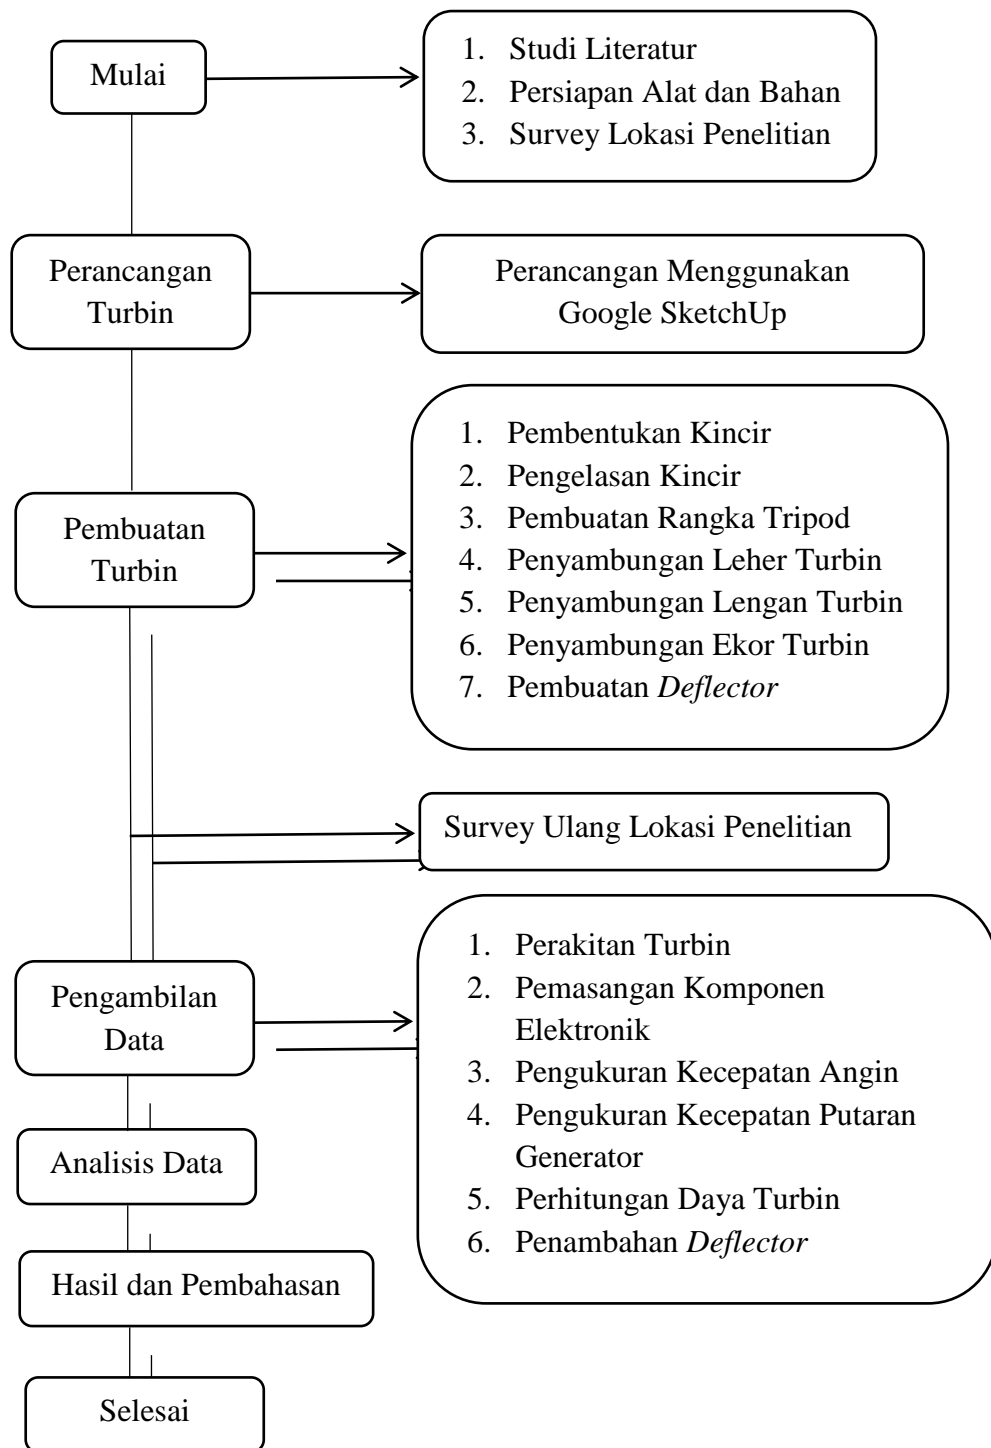 Mulai
1. Studi Literatur
2. Persiapan Alat dan Bahan
3. Survey Lokasi Penelitian
Perancangan
Turbin
Perancangan Menggunakan
Google SketchUp
Pembuatan
Turbin
1. Pembentukan Kincir
2. Pengelasan Kincir
3. Pembuatan Rangka Tripod
4. Penyambungan Leher Turbin
5. Penyambungan Lengan Turbin
6. Penyambungan Ekor Turbin
7. Pembuatan Deflector
Survey Ulang Lokasi Penelitian
Pengambilan
Data
1. Perakitan Turbin
2. Pemasangan Komponen
Elektronik
3. Pengukuran Kecepatan Angin
4. Pengukuran Kecepatan Putaran
Generator
5. Perhitungan Daya Turbin
6. Penambahan Deflector
Analisis Data
Hasil dan Pembahasan
Selesai